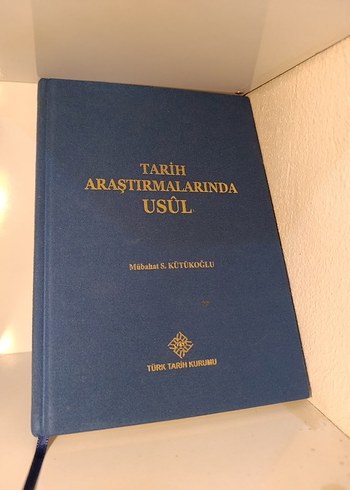 TARİH
ARAŞTIRMALARINDA
USÛL
Mübahat S. KÜTÜKOĞLU
TÜRK TARİH KURUMU